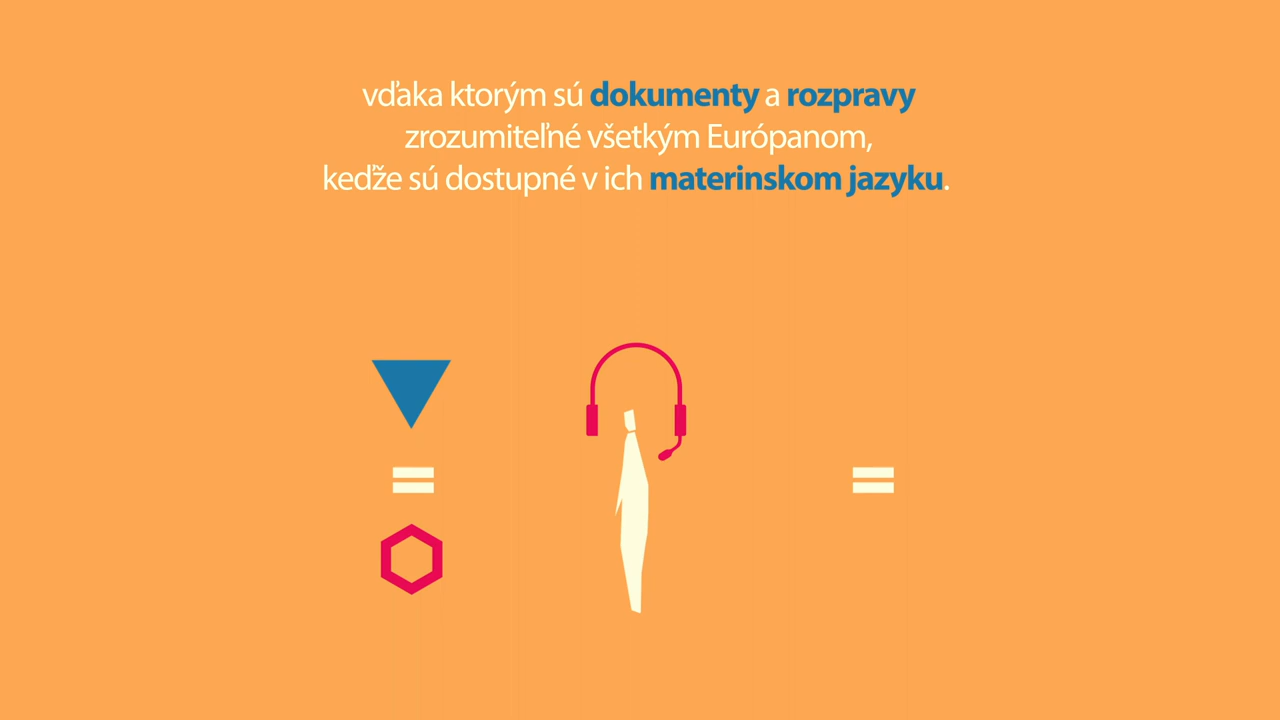 vďaka ktorým sú dokumenty a rozpravy
zrozumiteľné všetkým Európanom,
keďže sú dostupné v ich materinskom jazyku.